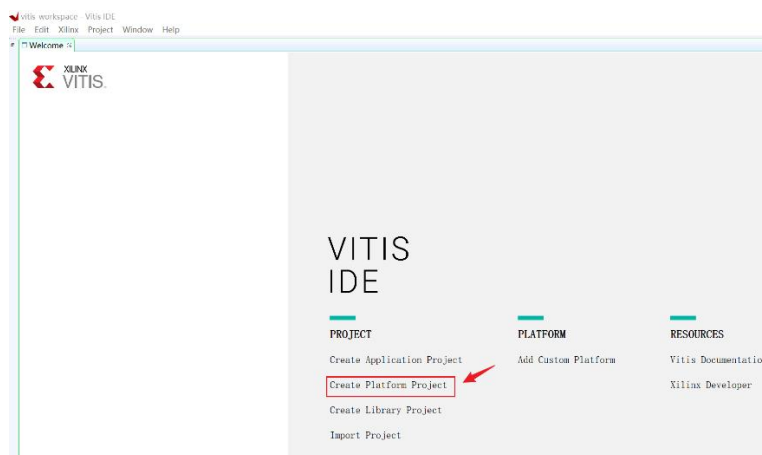 vitis-workspace - Vitis IDE
File Edit Xilinx Project Window Help
Welcome
XILINX
VITIS.
VITIS
IDE
PROJECT PLATFORM RESOURCES
Create Application Project Add Custom Platform Vitis Documentatio
Create Platform Project Xilinx Developer
Create Library Project
Import Project